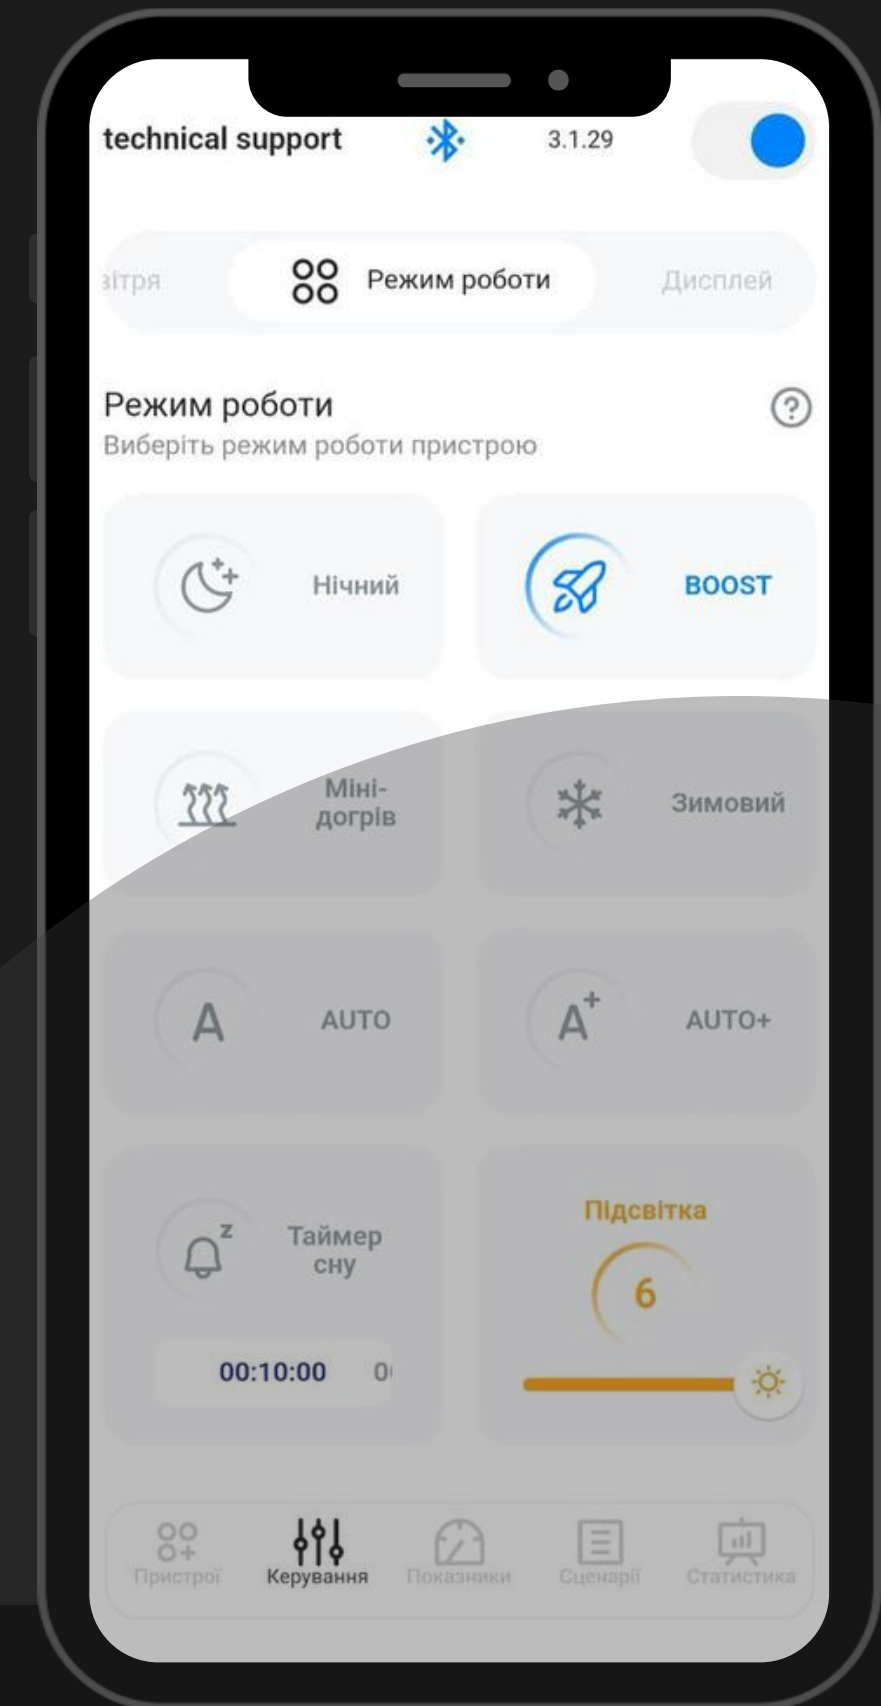 technical support 3.1.29
вітря Режим роботи Дисплей
Режим роботи
Виберіть режим роботи пристрою
Нічний BOOST
Міні-
догрів
Зимовий
A AUTO A+ AUTO+
Таймер
сну
00:10:00
Підсвітка
6
Пристрої Керування Показники Сценарії Статистика